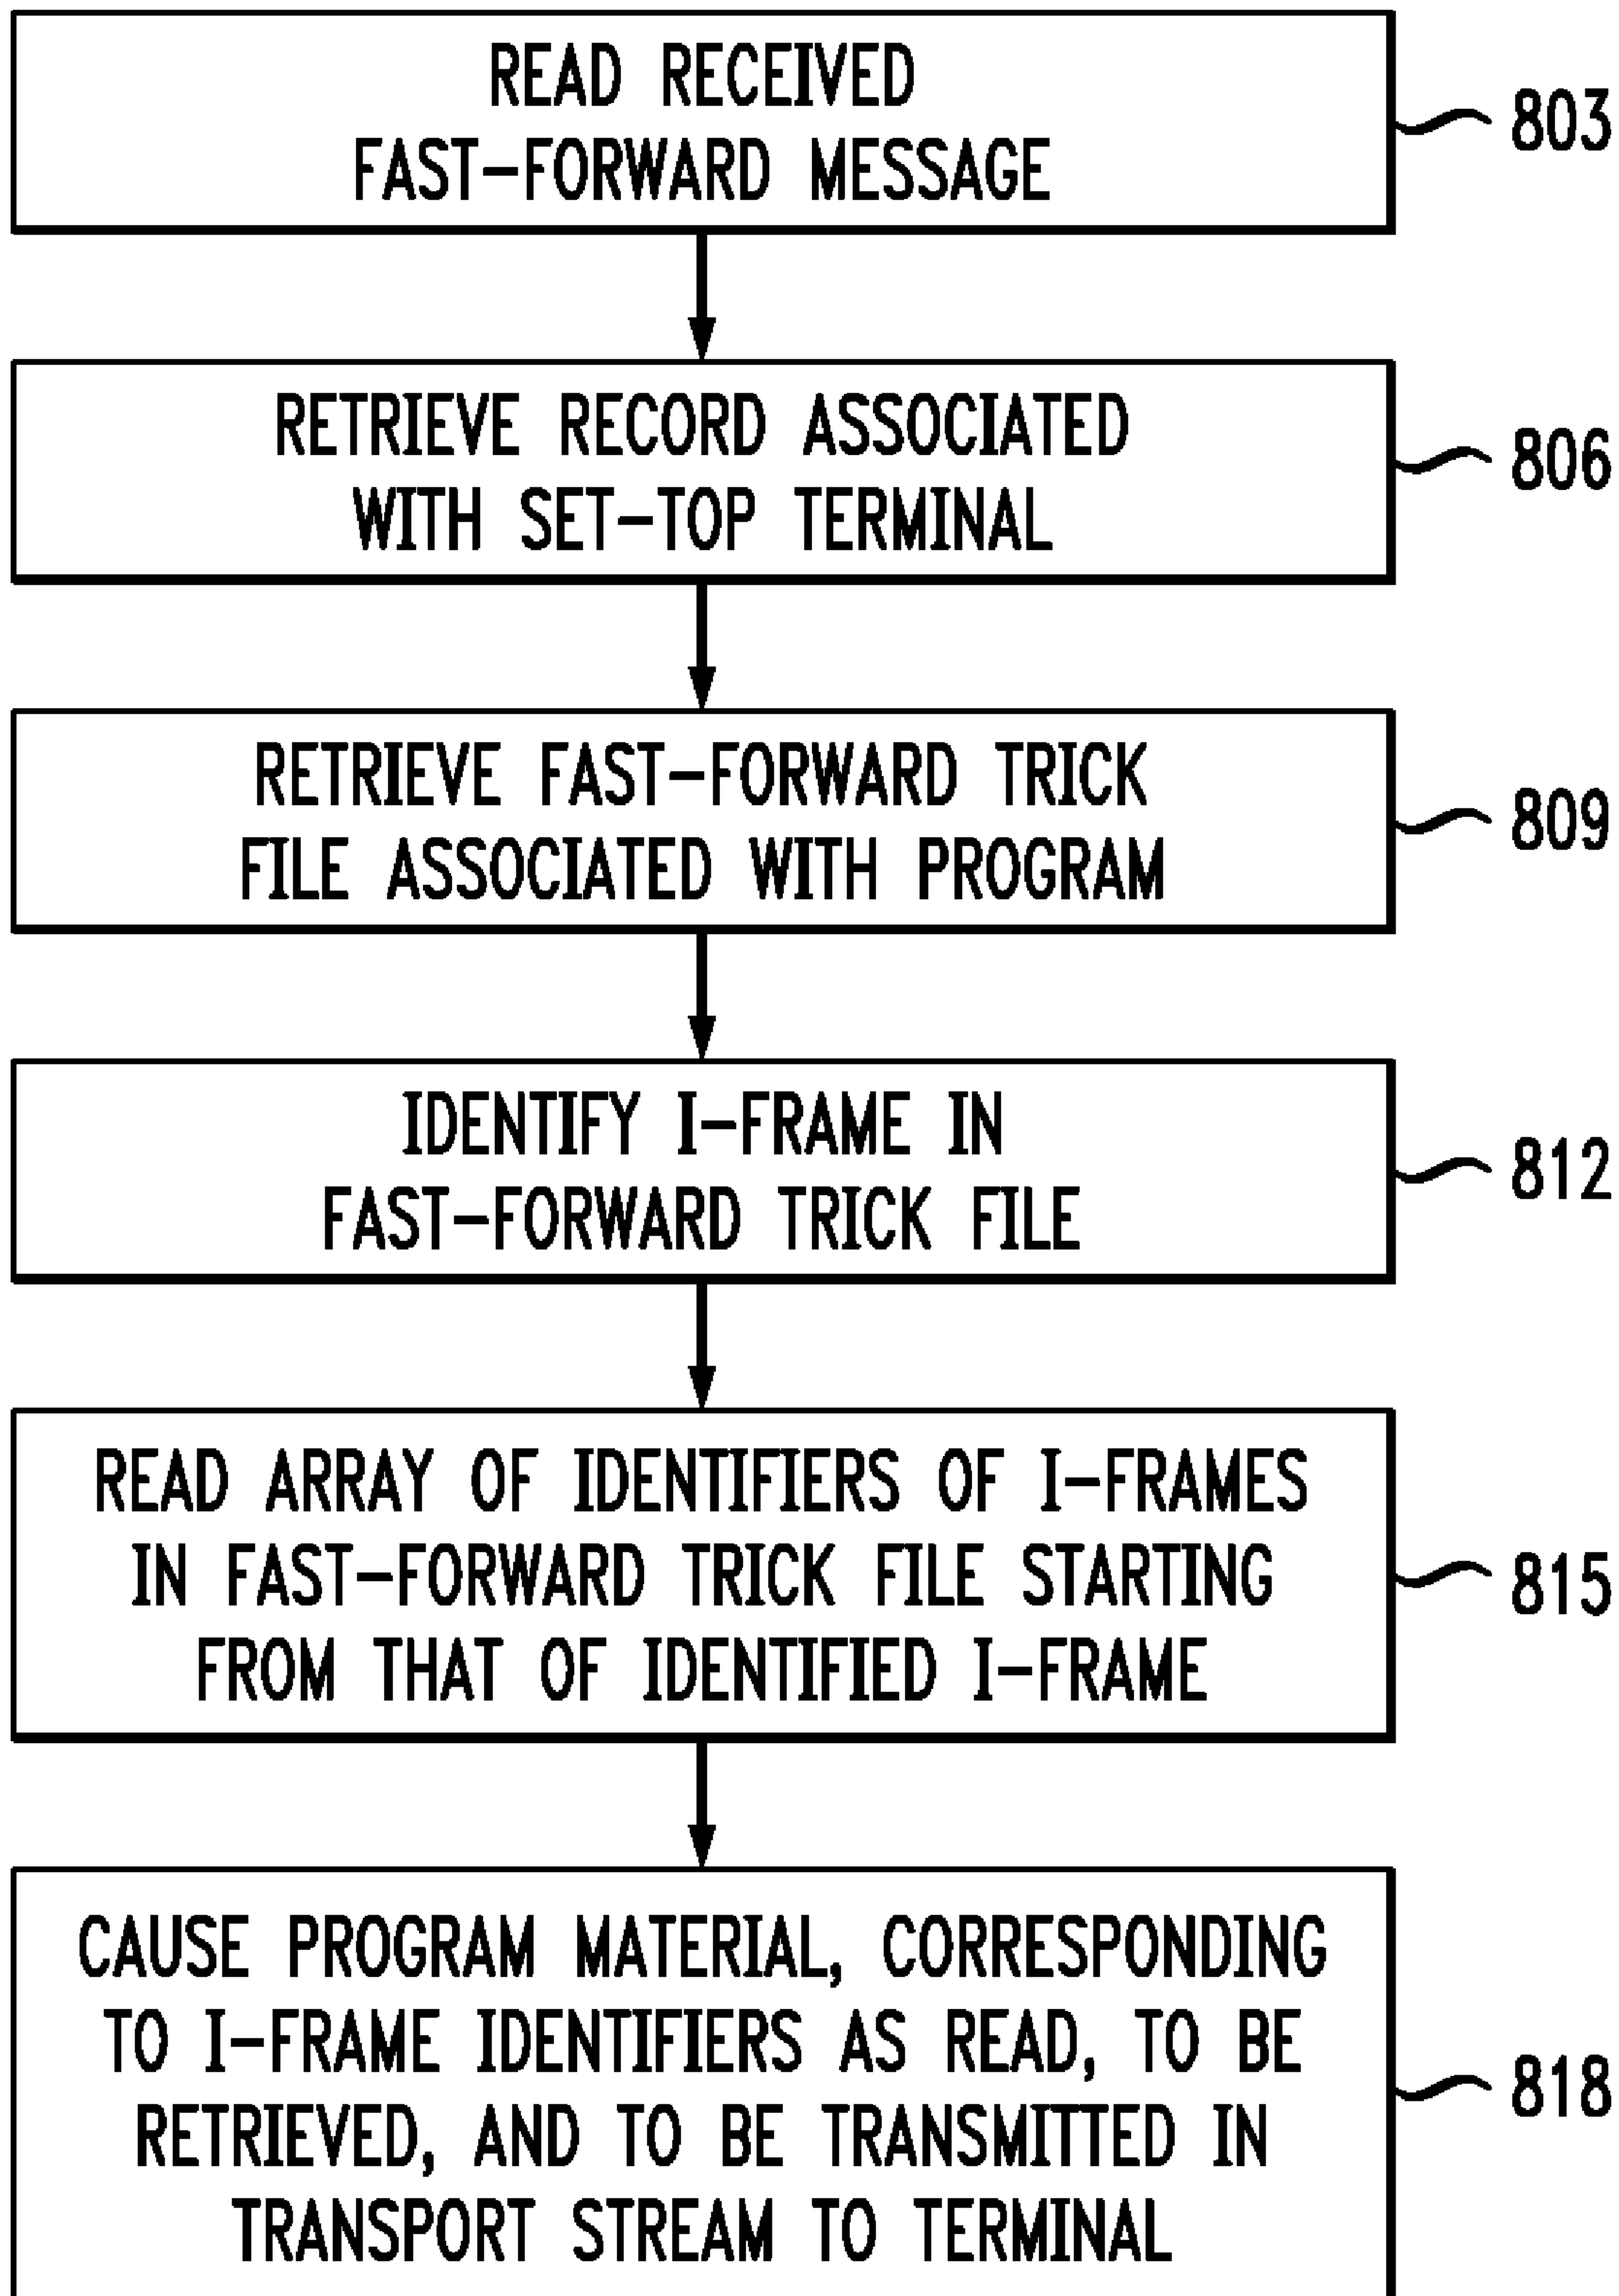 READ RECEIVED
FAST-FORWARD MESSAGE
803
RETRIEVE RECORD ASSOCIATED
WITH SET-TOP TERMINAL
806
RETRIEVE FAST-FORWARD TRICK
FILE ASSOCIATED WITH PROGRAM
809
IDENTIFY I-FRAME IN
FAST-FORWARD TRICK FILE
812
READ ARRAY OF IDENTIFIERS OF I-FRAMES
IN FAST-FORWARD TRICK FILE STARTING
FROM THAT OF IDENTIFIED I-FRAME
815
CAUSE PROGRAM MATERIAL, CORRESPONDING
TO I-FRAME IDENTIFIERS AS READ, TO BE
RETRIEVED, AND TO BE TRANSMITTED IN
TRANSPORT STREAM TO TERMINAL
818